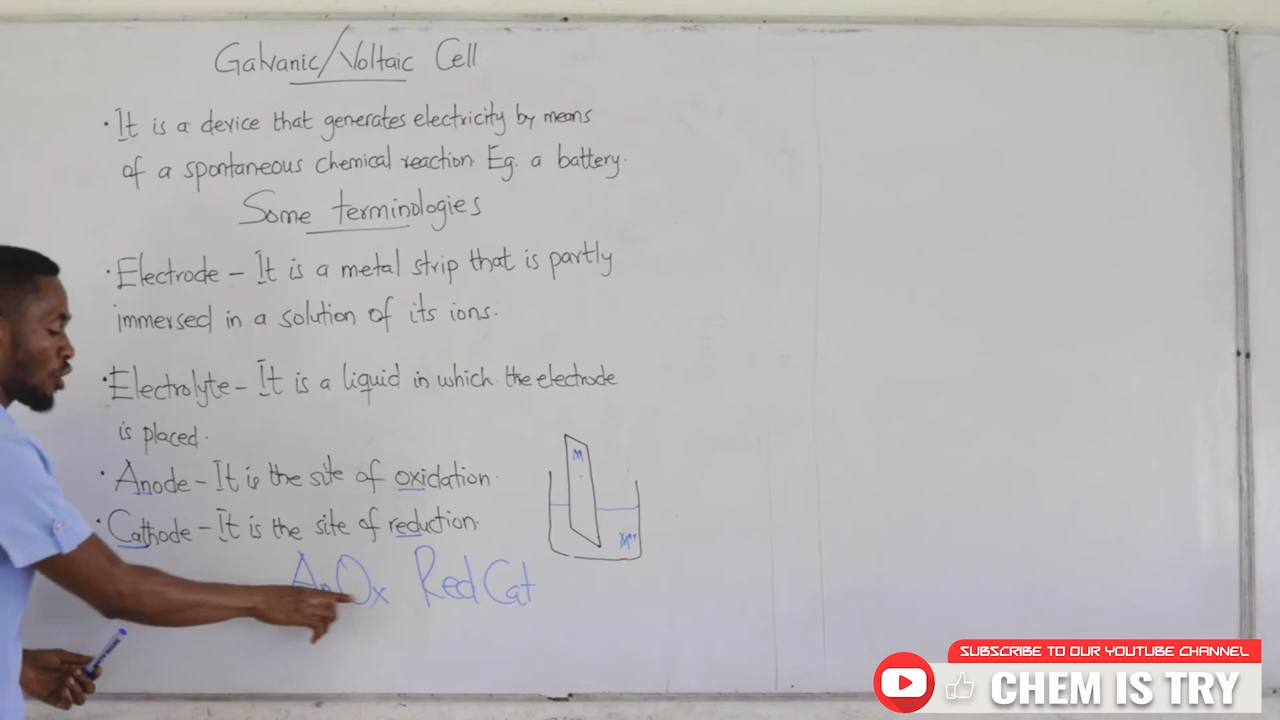 Galvanic/Voltaic Cell
• It is a device that generates electricity by means
of a spontaneous chemical reaction. Eg. a battery.
Some terminologies
• Electrode - It is a metal strip that is partly
immersed in a solution of its ions.
• Electrolyte - It is a liquid in which the electrode
is placed.
• Anode - It is the site of oxidation.
• Cathode - It is the site of reduction.
AnOx RedCat
M
SUBSCRIBE TO OUR YOUTUBE CHANNEL
CHEM IS TRY